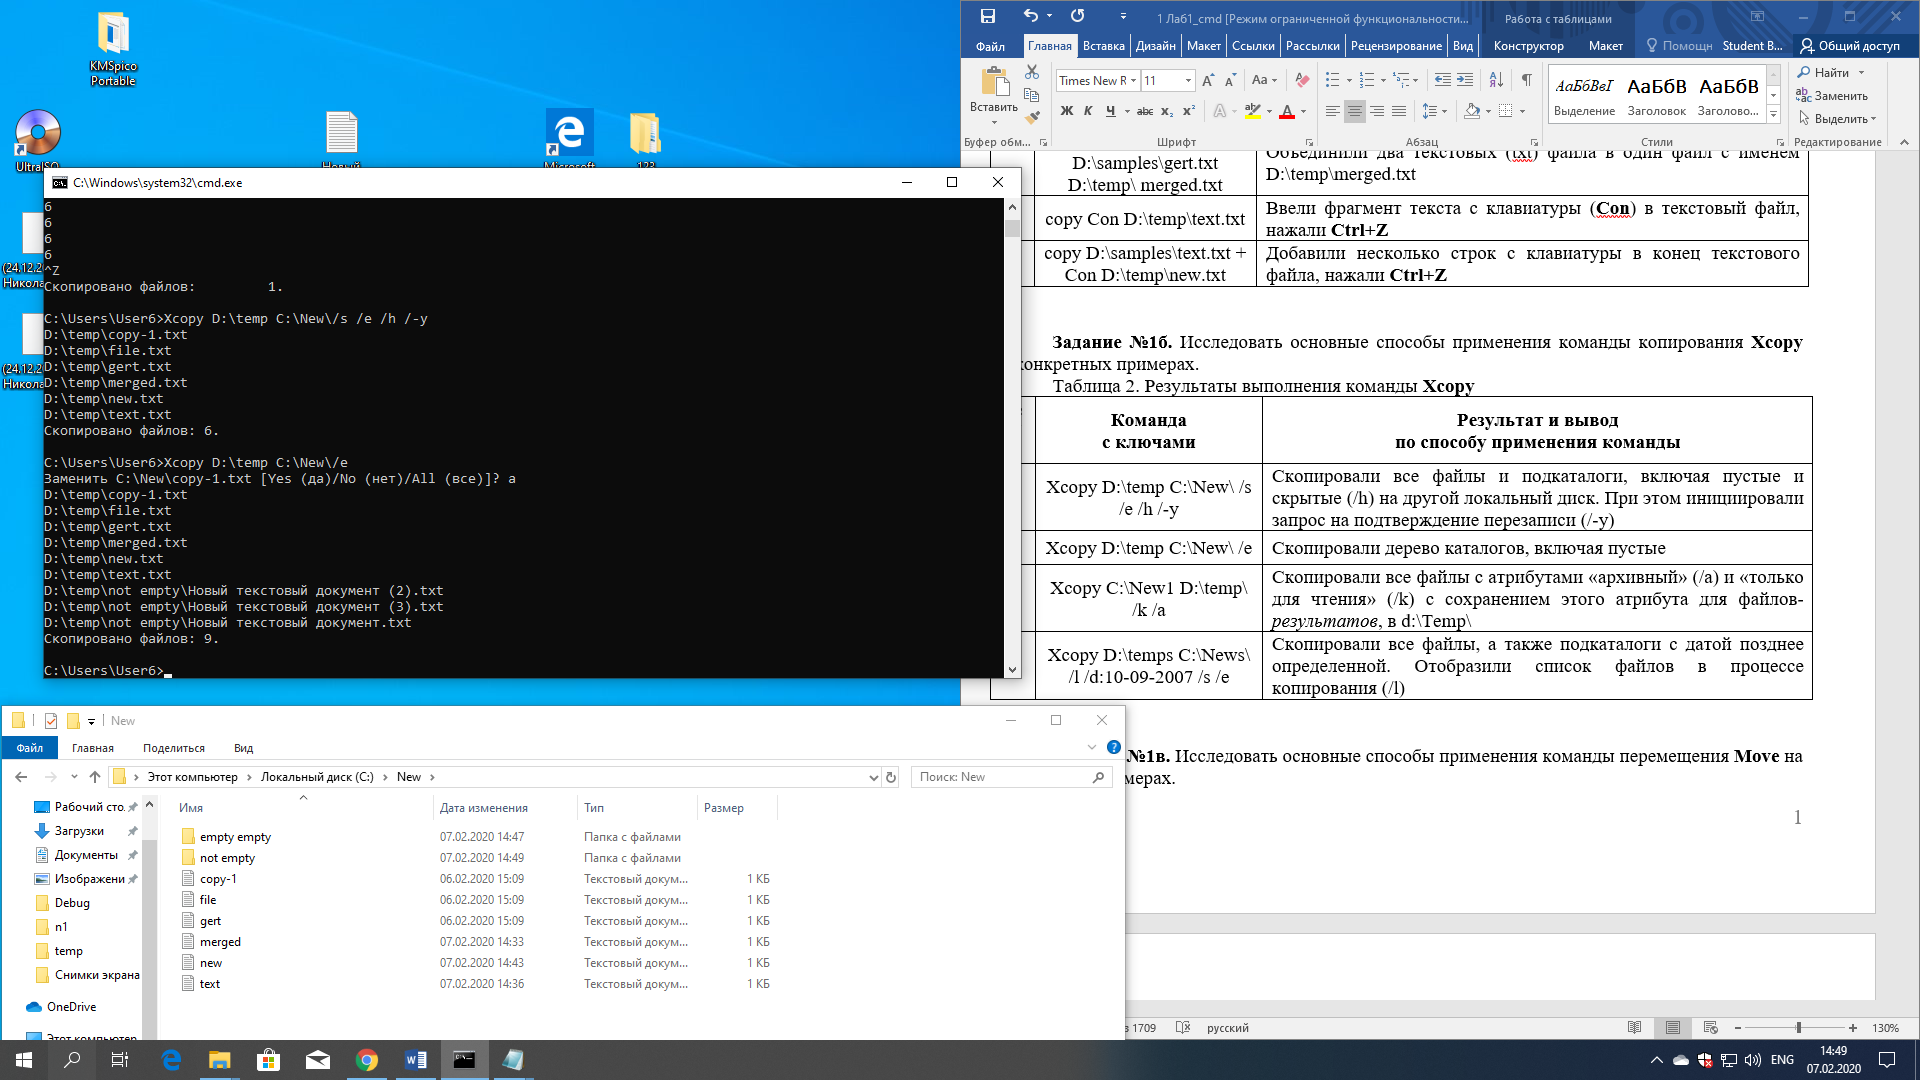 KMSpico
Portable
UltraISO
Новый
Microsoft
123
(24.12.2
Никола
(24.12.2
Никола
C:\Windows\system32\cmd.exe
6
6
6
6
^Z
Скопировано файлов:         1.
C:\Users\User6>Xcopy D:\temp C:\New\/s /e /h /-y
D:\temp\copy-1.txt
D:\temp\file.txt
D:\temp\gert.txt
D:\temp\merged.txt
D:\temp\new.txt
D:\temp\text.txt
Скопировано файлов: 6.
C:\Users\User6>Xcopy D:\temp C:\New\/e
Заменить C:\New\copy-1.txt [Yes (да)/No (нет)/All (все)]? a
D:\temp\copy-1.txt
D:\temp\file.txt
D:\temp\gert.txt
D:\temp\merged.txt
D:\temp\new.txt
D:\temp\text.txt
D:\temp\not empty\Новый текстовый документ (2).txt
D:\temp\not empty\Новый текстовый документ (3).txt
D:\temp\not empty\Новый текстовый документ.txt
Скопировано файлов: 9.
C:\Users\User6>
1 Лаб1_cmd [Режим ограниченной функциональности...
Работа с таблицами
Файл Главная Вставка Дизайн Макет Ссылки Рассылки Рецензирование Вид Конструктор Макет Помощн Student B... Общий доступ
Вставить
Буфер обм...
Times New R 11
Aa
Ж К Ч abc x₂ x²
Шрифт
Абзац
АаБбВвІ АаБбВ АаБбВ
Выделение Заголовок Заголово...
Стили
Найти
Заменить
Выделить
Редактирование
D:\samples\gert.txt
D:\temp\ merged.txt
Объединили два текстовых (txt) файла в один файл с именем
D:\temp\merged.txt
copy Con D:\temp\text.txt
Ввели фрагмент текста с клавиатуры (Con) в текстовый файл,
нажали Ctrl+Z
copy D:\samples\text.txt +
Con D:\temp\new.txt
Добавили несколько строк с клавиатуры в конец текстового
файла, нажали Ctrl+Z
Задание №1б. Исследовать основные способы применения команды копирования Xcopy
конкретных примерах.
Таблица 2. Результаты выполнения команды Xcopy
Команда
с ключами
Результат и вывод
по способу применения команды
Xcopy D:\temp C:\New\ /s
/e /h /-y
Скопировали все файлы и подкаталоги, включая пустые и
скрытые (/h) на другой локальный диск. При этом инициировали
запрос на подтверждение перезаписи (/-y)
Xcopy D:\temp C:\New\ /e
Скопировали дерево каталогов, включая пустые
Xcopy C:\New1 D:\temp\
/k /a
Скопировали все файлы с атрибутами «архивный» (/a) и «только
для чтения» (/k) с сохранением этого атрибута для файлов-
результатов, в d:\Temp\
Xcopy D:\temps C:\News\
/l /d:10-09-2007 /s /e
Скопировали все файлы, а также подкаталоги с датой позднее
определенной. Отобразили список файлов в процессе
копирования (/l)
№1в. Исследовать основные способы применения команды перемещения Move на
мерах.
1
1709
русский
130%
New
Файл Главная Поделиться Вид
Этот компьютер Локальный диск (C:) New
Поиск: New
Рабочий сто.
Загрузки
Документы
Изображени
Debug
n1
temp
Снимки экрана
OneDrive
Этот компьютер
Имя Дата изменения Тип Размер
empty empty 07.02.2020 14:47 Папка с файлами
not empty 07.02.2020 14:49 Папка с файлами
copy-1 06.02.2020 15:09 Текстовый докум... 1 КБ
file 06.02.2020 15:09 Текстовый докум... 1 КБ
gert 06.02.2020 15:09 Текстовый докум... 1 КБ
merged 07.02.2020 14:33 Текстовый докум... 1 КБ
new 07.02.2020 14:43 Текстовый докум... 1 КБ
text 07.02.2020 14:36 Текстовый докум... 1 КБ
ENG
14:49
07.02.2020